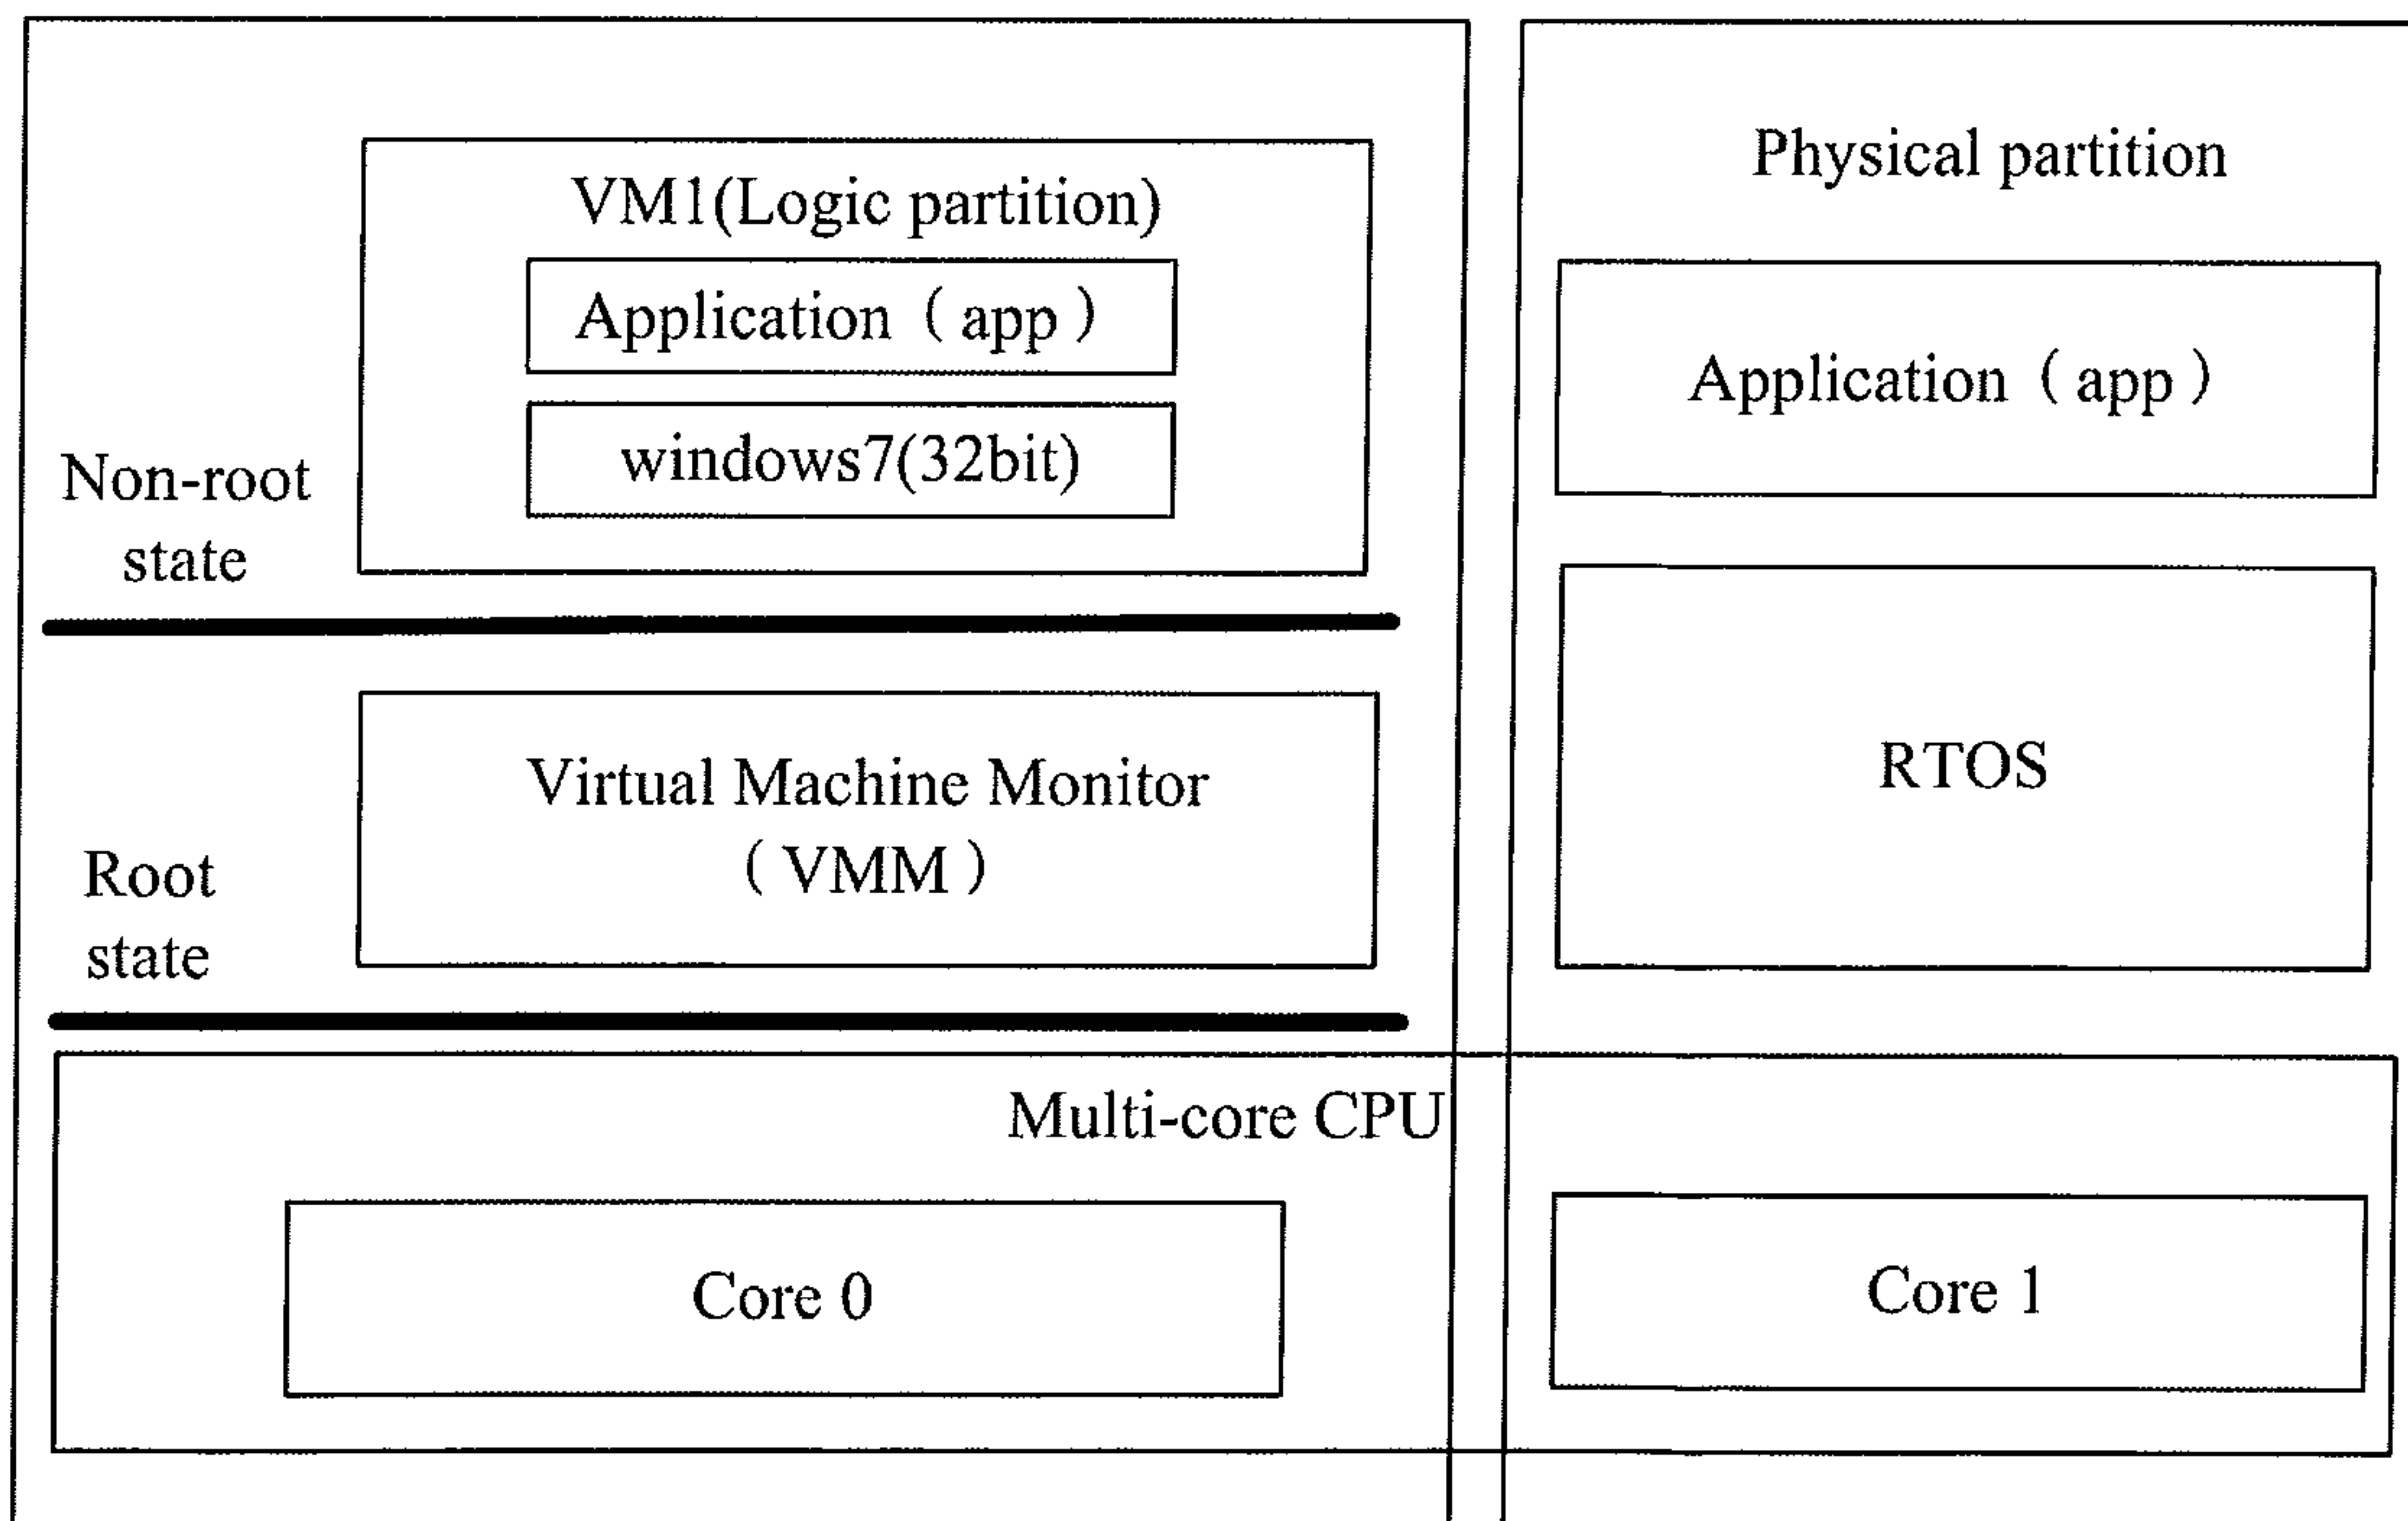 VM1(Logic partition)
Application（app）
windows7(32bit)
Non-root
state
Virtual Machine Monitor
（VMM）
Root
state
Physical partition
Application（app）
RTOS
Multi-core CPU
Core 0
Core 1